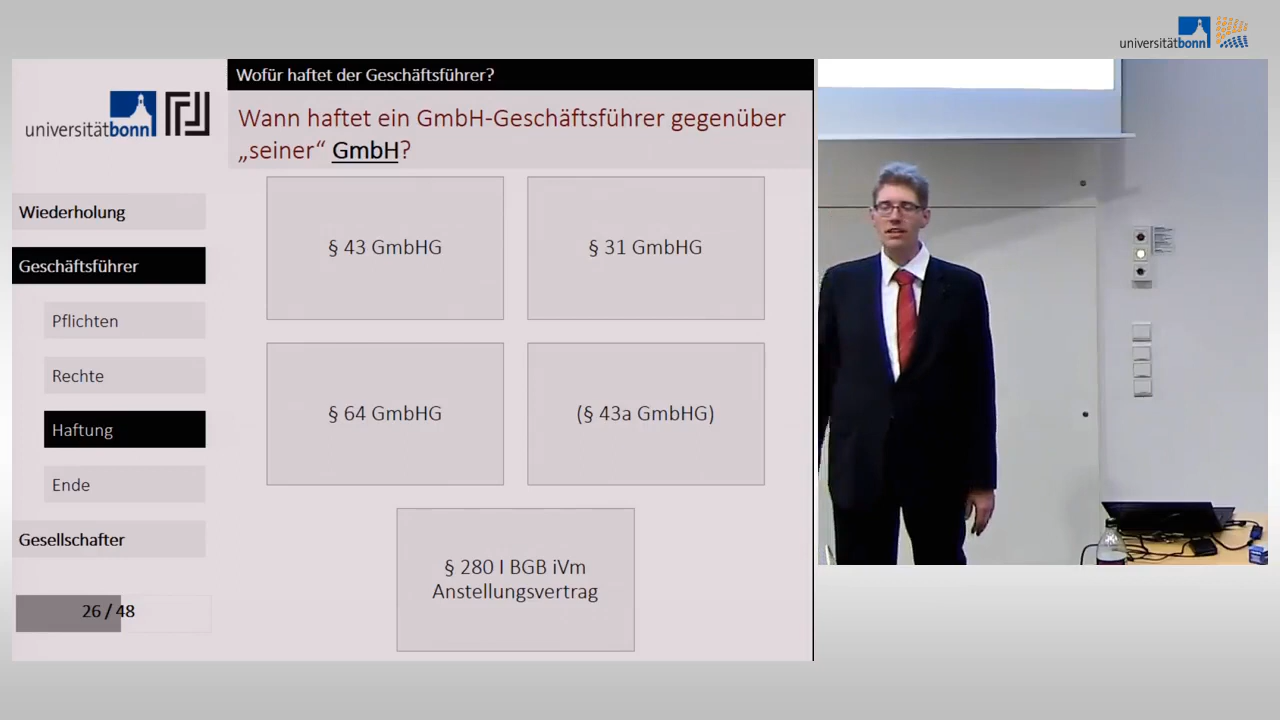 universitätbonn
universitätbonn
Wofür haftet der Geschäftsführer?
Wann haftet ein GmbH-Geschäftsführer gegenüber
„seiner“ GmbH?
Wiederholung
Geschäftsführer
Pflichten
Rechte
Haftung
Ende
Gesellschafter
26 / 48
§ 43 GmbHG
§ 31 GmbHG
§ 64 GmbHG
(§ 43a GmbHG)
§ 280 I BGB iVm
Anstellungsvertrag